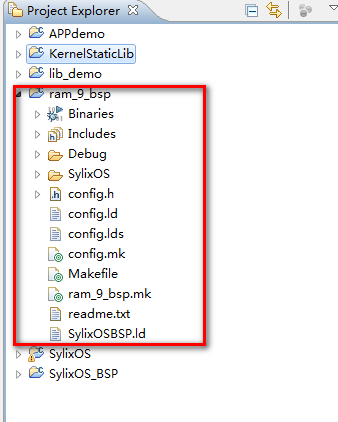 Project Explorer
APPdemo
KernelStaticLib
lib_demo
ram_9_bsp
Binaries
Includes
Debug
SylixOS
config.h
config.ld
config.lds
config.mk
Makefile
ram_9_bsp.mk
readme.txt
SylixOSBSP.ld
SylixOS
SylixOS_BSP